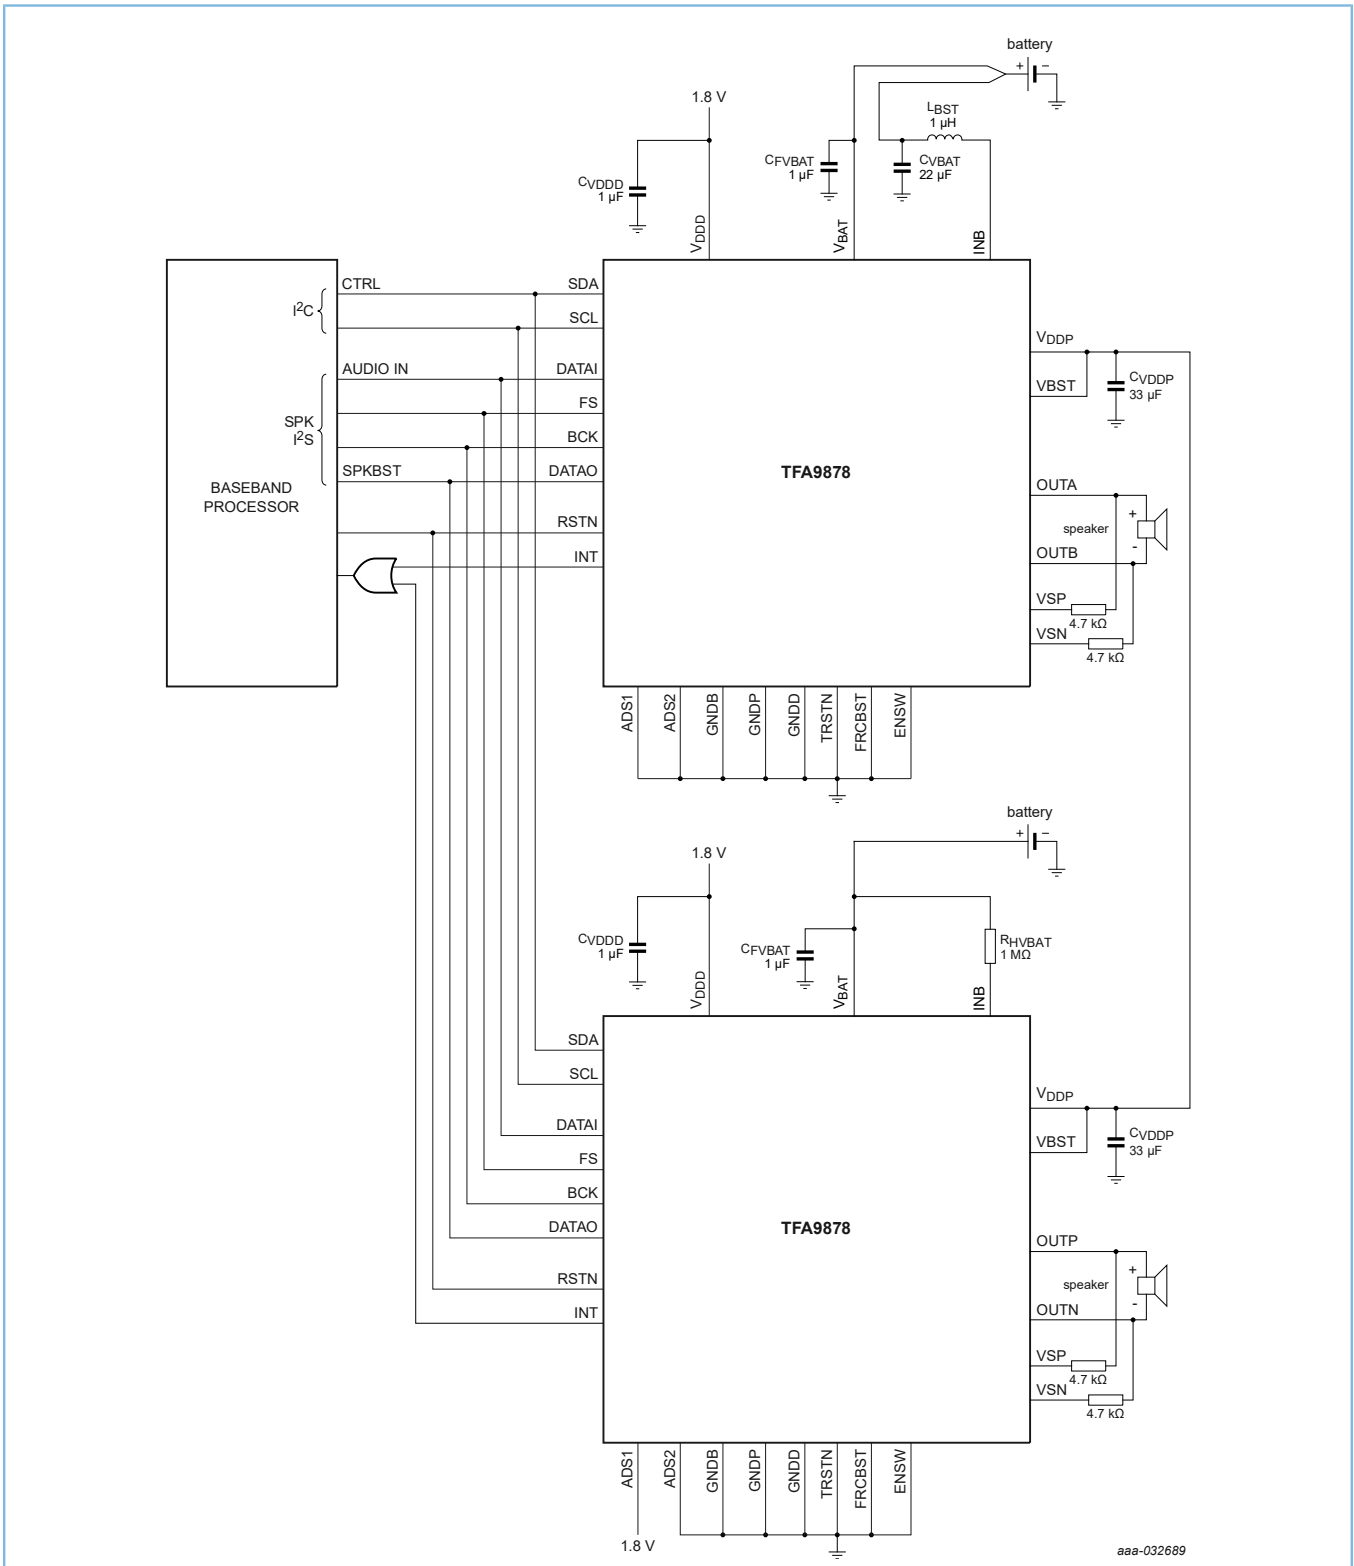 battery
+ −
1.8 V
LBST
1 µH
CFVBAT
1 µF
CVBAT
22 µF
CVDDD
1 µF
VDDD
VBAT
INB
CTRL
SDA
I2C
SCL
AUDIO IN
DATAI
FS
SPK
I2S
BCK
SPKBST
DATAO
BASEBAND
PROCESSOR
RSTN
INT
TFA9878
VDDP
VBST
CVDDP
33 µF
OUTA
+
speaker
-
OUTB
VSP
4.7 kΩ
VSN
4.7 kΩ
ADS1
ADS2
GNDB
GNDP
GNDD
TRSTN
FRCBST
ENSW
battery
+ −
1.8 V
CVDDD
1 µF
CFVBAT
1 µF
RHVBAT
1 MΩ
VDDD
VBAT
INB
SDA
SCL
DATAI
FS
BCK
DATAO
RSTN
INT
TFA9878
VDDP
VBST
CVDDP
33 µF
OUTP
+
speaker
-
OUTN
VSP
4.7 kΩ
VSN
4.7 kΩ
ADS1
ADS2
GNDB
GNDP
GNDD
TRSTN
FRCBST
ENSW
1.8 V
aaa-032689